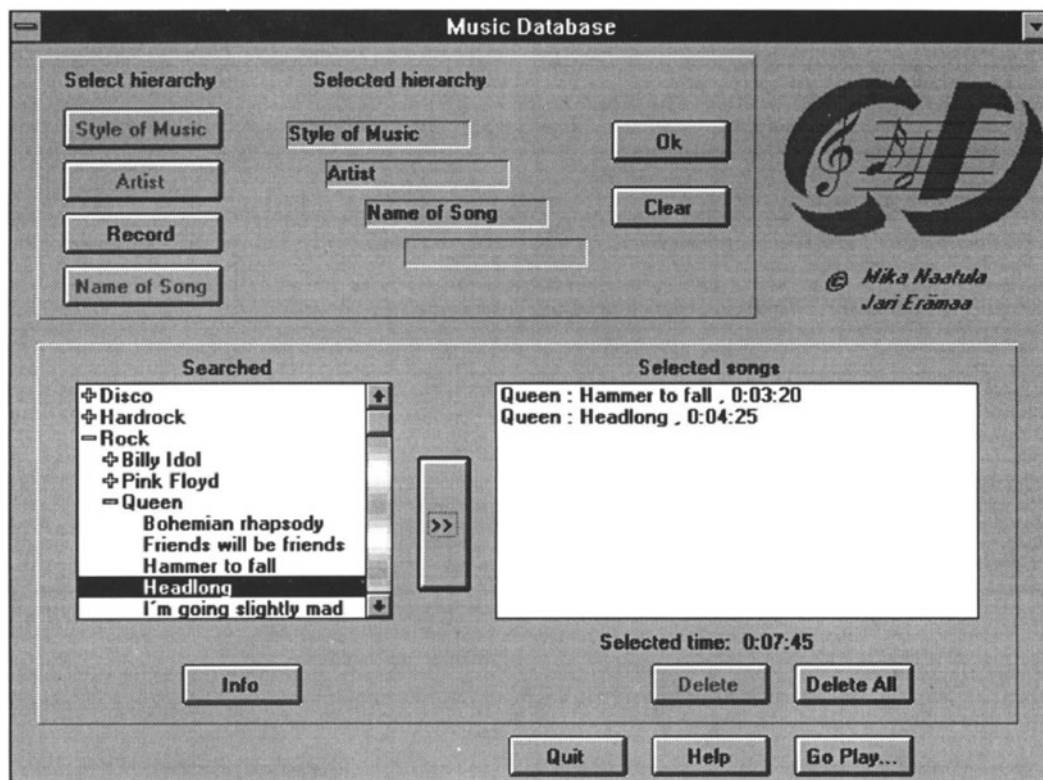 Music Database
Select hierarchy
Selected hierarchy
Style of Music
Artist
Record
Name of Song
Style of Music
Artist
Name of Song
Ok
Clear
© Mika Naatula
Jari Erämaa
Searched
Disco
Hardrock
Rock
Billy Idol
Pink Floyd
Queen
Bohemian rhapsody
Friends will be friends
Hammer to fall
Headlong
I´m going slightly mad
>>
Selected songs
Queen : Hammer to fall , 0:03:20
Queen : Headlong , 0:04:25
Selected time: 0:07:45
Info
Delete
Delete All
Quit
Help
Go Play...